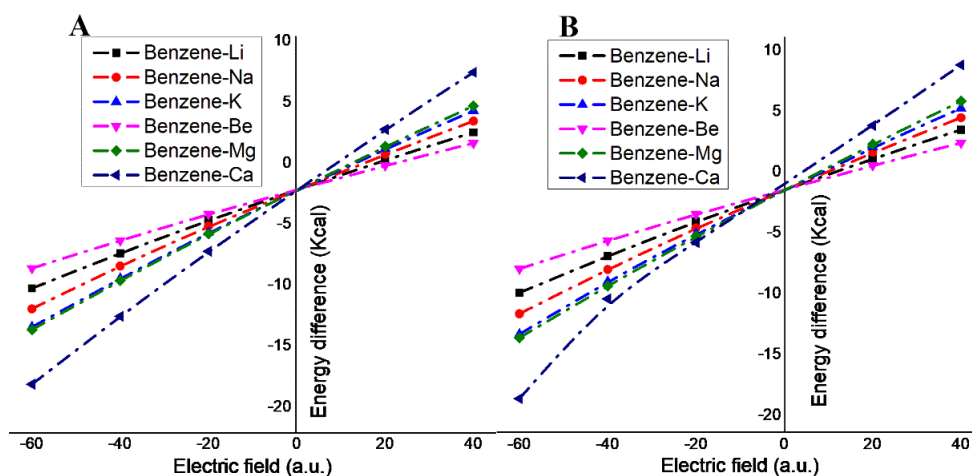 A
Benzene-Li
Benzene-Na
Benzene-K
Benzene-Be
Benzene-Mg
Benzene-Ca
10
5
0
-5
-10
-15
-20
Energy difference (Kcal)
-60 -40 -20 0 20 40
Electric field (a.u.)
B
Benzene-Li
Benzene-Na
Benzene-K
Benzene-Be
Benzene-Mg
Benzene-Ca
10
5
0
-5
-10
-15
-20
Energy difference (Kcal)
-60 -40 -20 0 20 40
Electric field (a.u.)